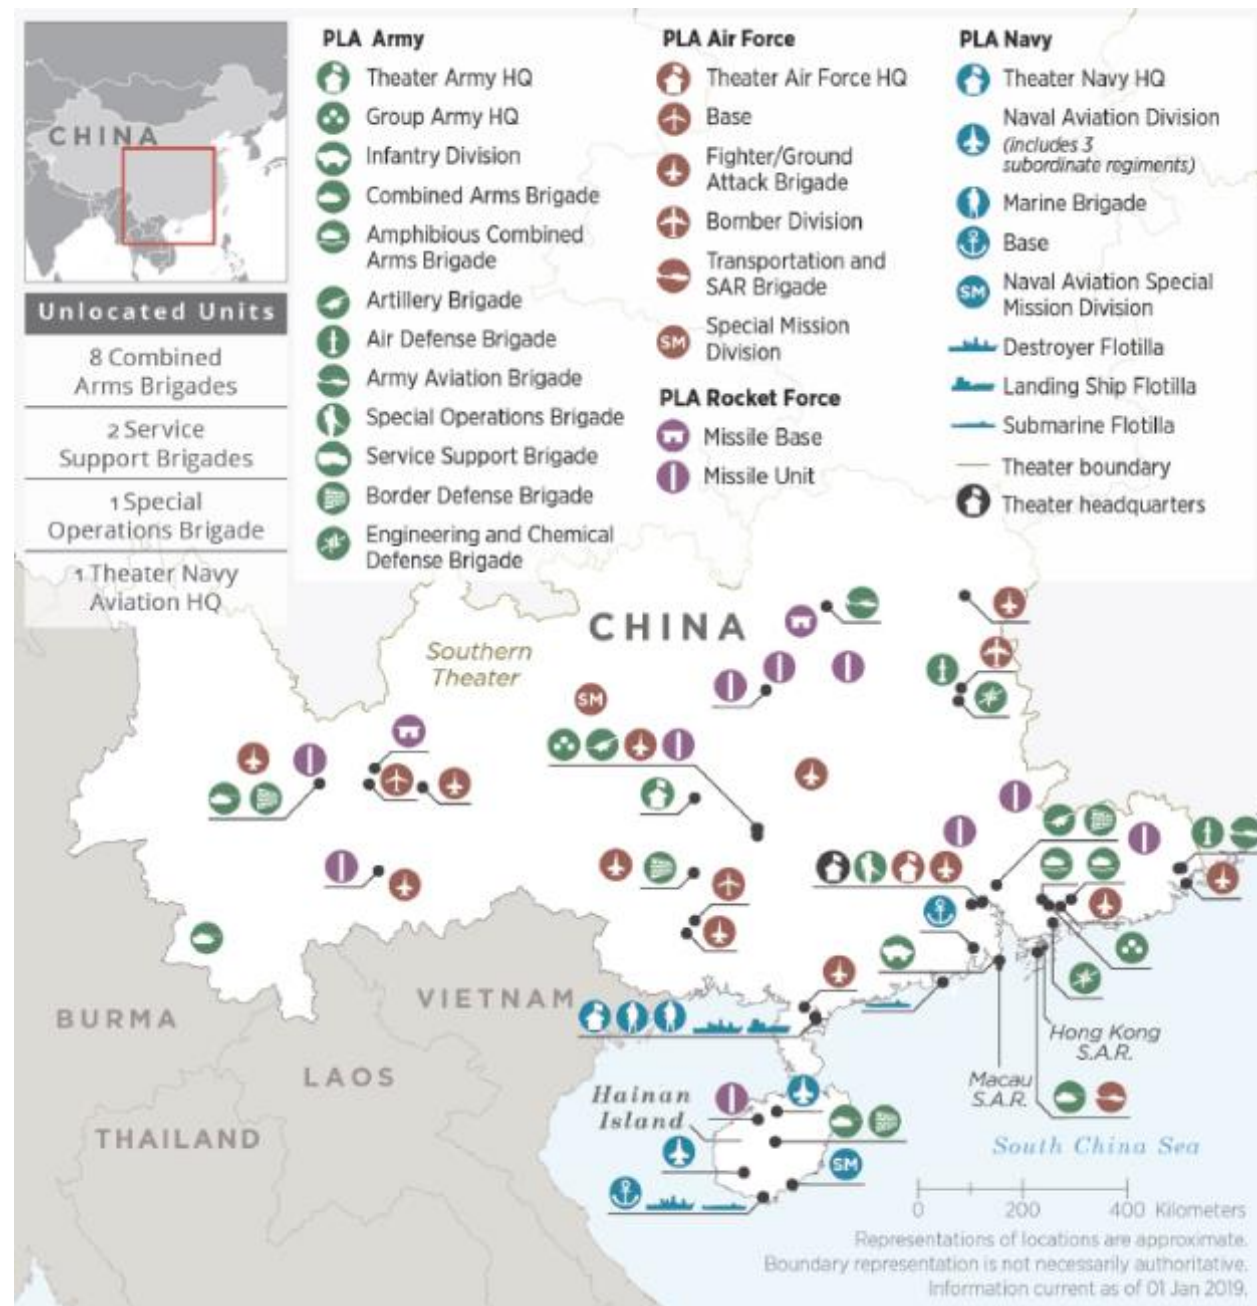 CHINA
Unlocated Units
8 Combined
Arms Brigades
2 Service
Support Brigades
1 Special
Operations Brigade
1 Theater Navy
Aviation HQ
PLA Army
Theater Army HQ
Group Army HQ
Infantry Division
Combined Arms Brigade
Amphibious Combined
Arms Brigade
Artillery Brigade
Air Defense Brigade
Army Aviation Brigade
Special Operations Brigade
Service Support Brigade
Border Defense Brigade
Engineering and Chemical
Defense Brigade
PLA Air Force
Theater Air Force HQ
Base
Fighter/Ground
Attack Brigade
Bomber Division
Transportation and
SAR Brigade
SM
Special Mission
Division
PLA Rocket Force
Missile Base
Missile Unit
PLA Navy
Theater Navy HQ
Naval Aviation Division
(includes 3
subordinate regiments)
Marine Brigade
Base
SM
Naval Aviation Special
Mission Division
Destroyer Flotilla
Landing Ship Flotilla
Submarine Flotilla
Theater boundary
Theater headquarters
CHINA
Southern
Theater
SM
BURMA
VIETNAM
LAOS
THAILAND
Hainan
Island
Hong Kong
S.A.R.
Macau
S.A.R.
South China Sea
SM
0 200 400 Kilometers
Representations of locations are approximate.
Boundary representation is not necessarily authoritative.
Information current as of 01 Jan 2019.